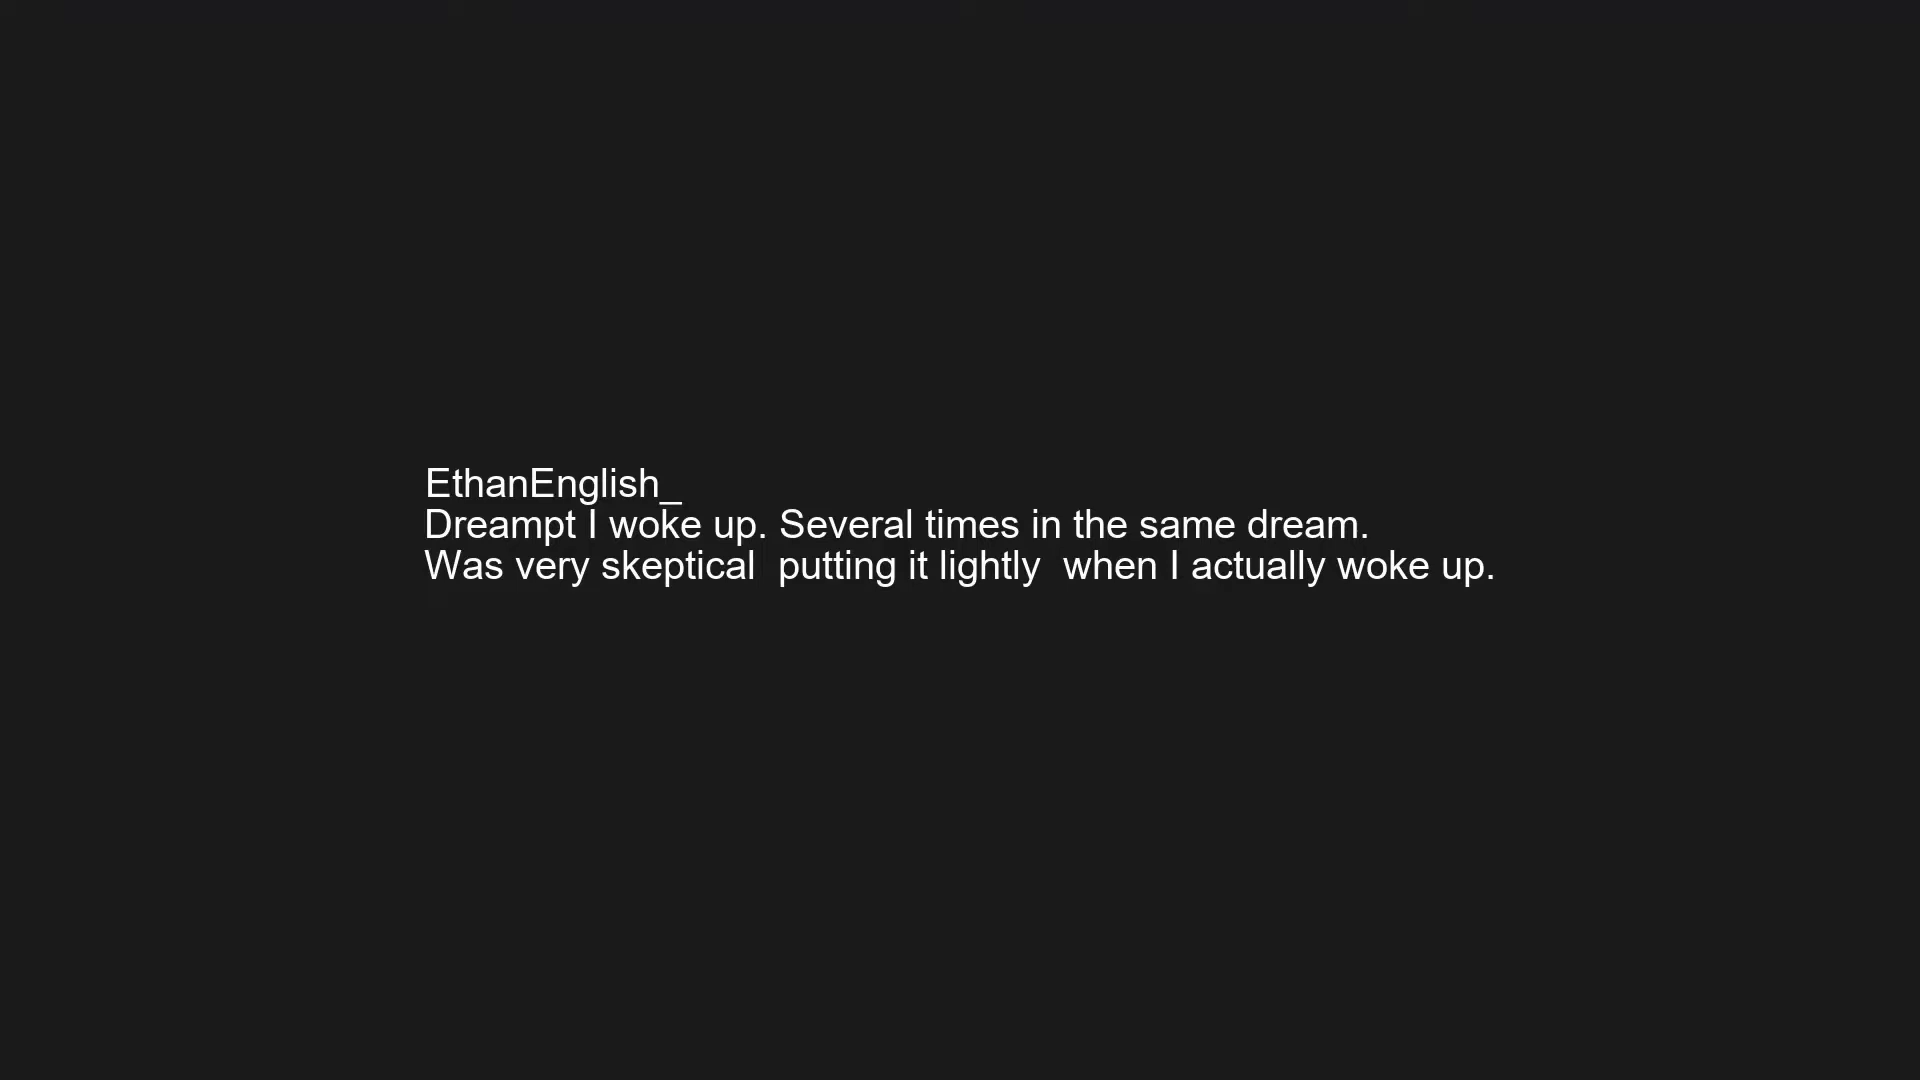 EthanEnglish_
Dreampt I woke up. Several times in the same dream.
Was very skeptical  putting it lightly  when I actually woke up.